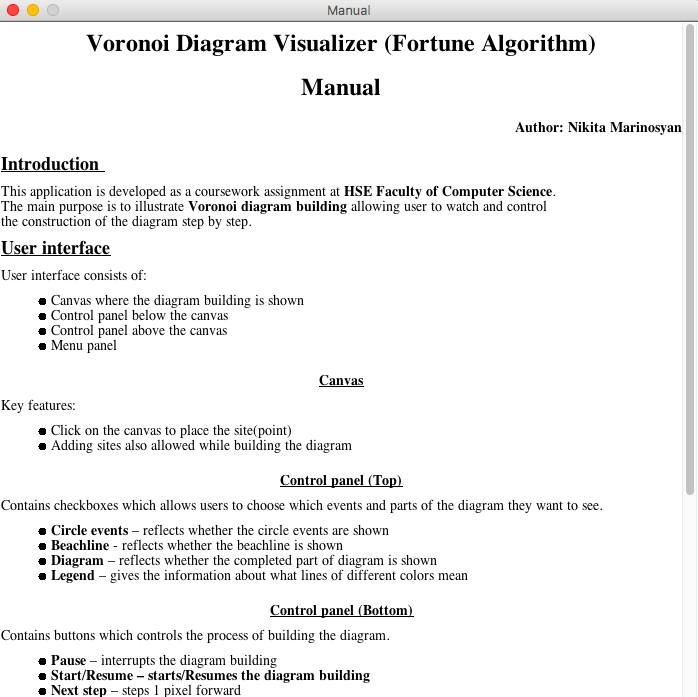 Manual
Voronoi Diagram Visualizer (Fortune Algorithm)
Manual
Author: Nikita Marinosyan
Introduction
This application is developed as a coursework assignment at HSE Faculty of Computer Science.
The main purpose is to illustrate Voronoi diagram building allowing user to watch and control
the construction of the diagram step by step.
User interface
User interface consists of:
● Canvas where the diagram building is shown
● Control panel below the canvas
● Control panel above the canvas
● Menu panel
Canvas
Key features:
● Click on the canvas to place the site(point)
● Adding sites also allowed while building the diagram
Control panel (Top)
Contains checkboxes which allows users to choose which events and parts of the diagram they want to see.
● Circle events – reflects whether the circle events are shown
● Beachline - reflects whether the beachline is shown
● Diagram – reflects whether the completed part of diagram is shown
● Legend – gives the information about what lines of different colors mean
Control panel (Bottom)
Contains buttons which controls the process of building the diagram.
● Pause – interrupts the diagram building
● Start/Resume – starts/Resumes the diagram building
● Next step – steps 1 pixel forward